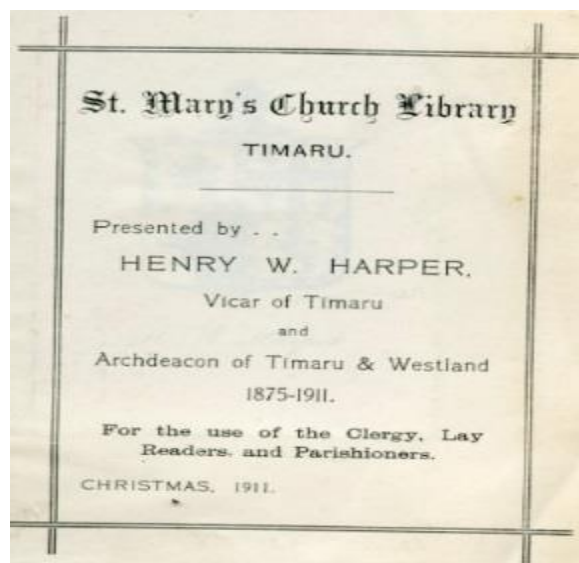 St. Mary's Church Library
TIMARU.
Presented by . .
HENRY W. HARPER,
Vicar of Timaru
and
Archdeacon of Timaru & Westland
1875-1911.
For the use of the Clergy, Lay
Readers, and Parishioners.
CHRISTMAS, 1911.